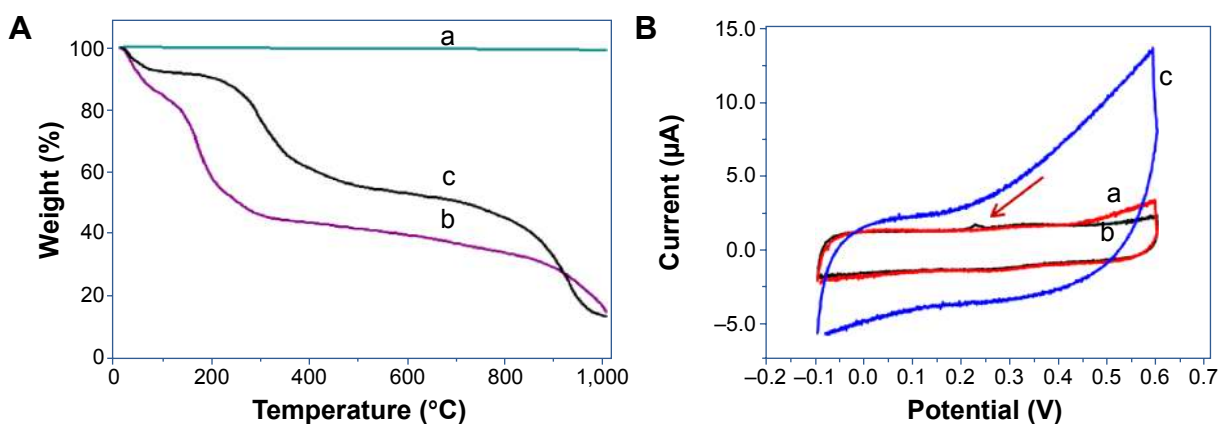 A
Weight (%)
100
80
60
40
20
0
a
c
b
0
200
400
600
800
1,000
Temperature (°C)
B
Current (µA)
15.0
10.0
5.0
0.0
–5.0
c
a
b
–0.2
–0.1
0.0
0.1
0.2
0.3
0.4
0.5
0.6
0.7
Potential (V)